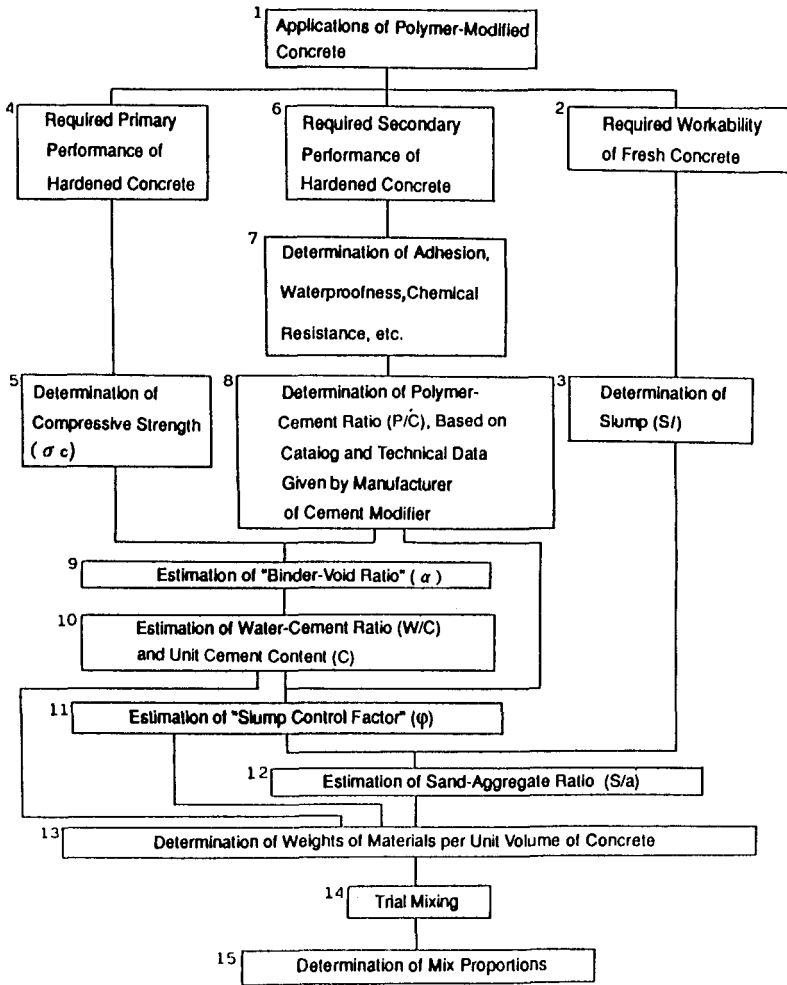 1
Applications of Polymer-Modified
Concrete
4
Required Primary
Performance of
Hardened Concrete
6
Required Secondary
Performance of
Hardened Concrete
2
Required Workability
of Fresh Concrete
7
Determination of Adhesion,
Waterproofness,Chemical
Resistance, etc.
5
Determination of
Compressive Strength
(σ c)
8
Determination of Polymer-
Cement Ratio (P/C), Based on
Catalog and Technical Data
Given by Manufacturer
of Cement Modifier
3
Determination of
Slump (Sl)
9
Estimation of "Binder-Void Ratio" (α)
10
Estimation of Water-Cement Ratio (W/C)
and Unit Cement Content (C)
11
Estimation of "Slump Control Factor" (φ)
12
Estimation of Sand-Aggregate Ratio (S/a)
13
Determination of Weights of Materials per Unit Volume of Concrete
14
Trial Mixing
15
Determination of Mix Proportions